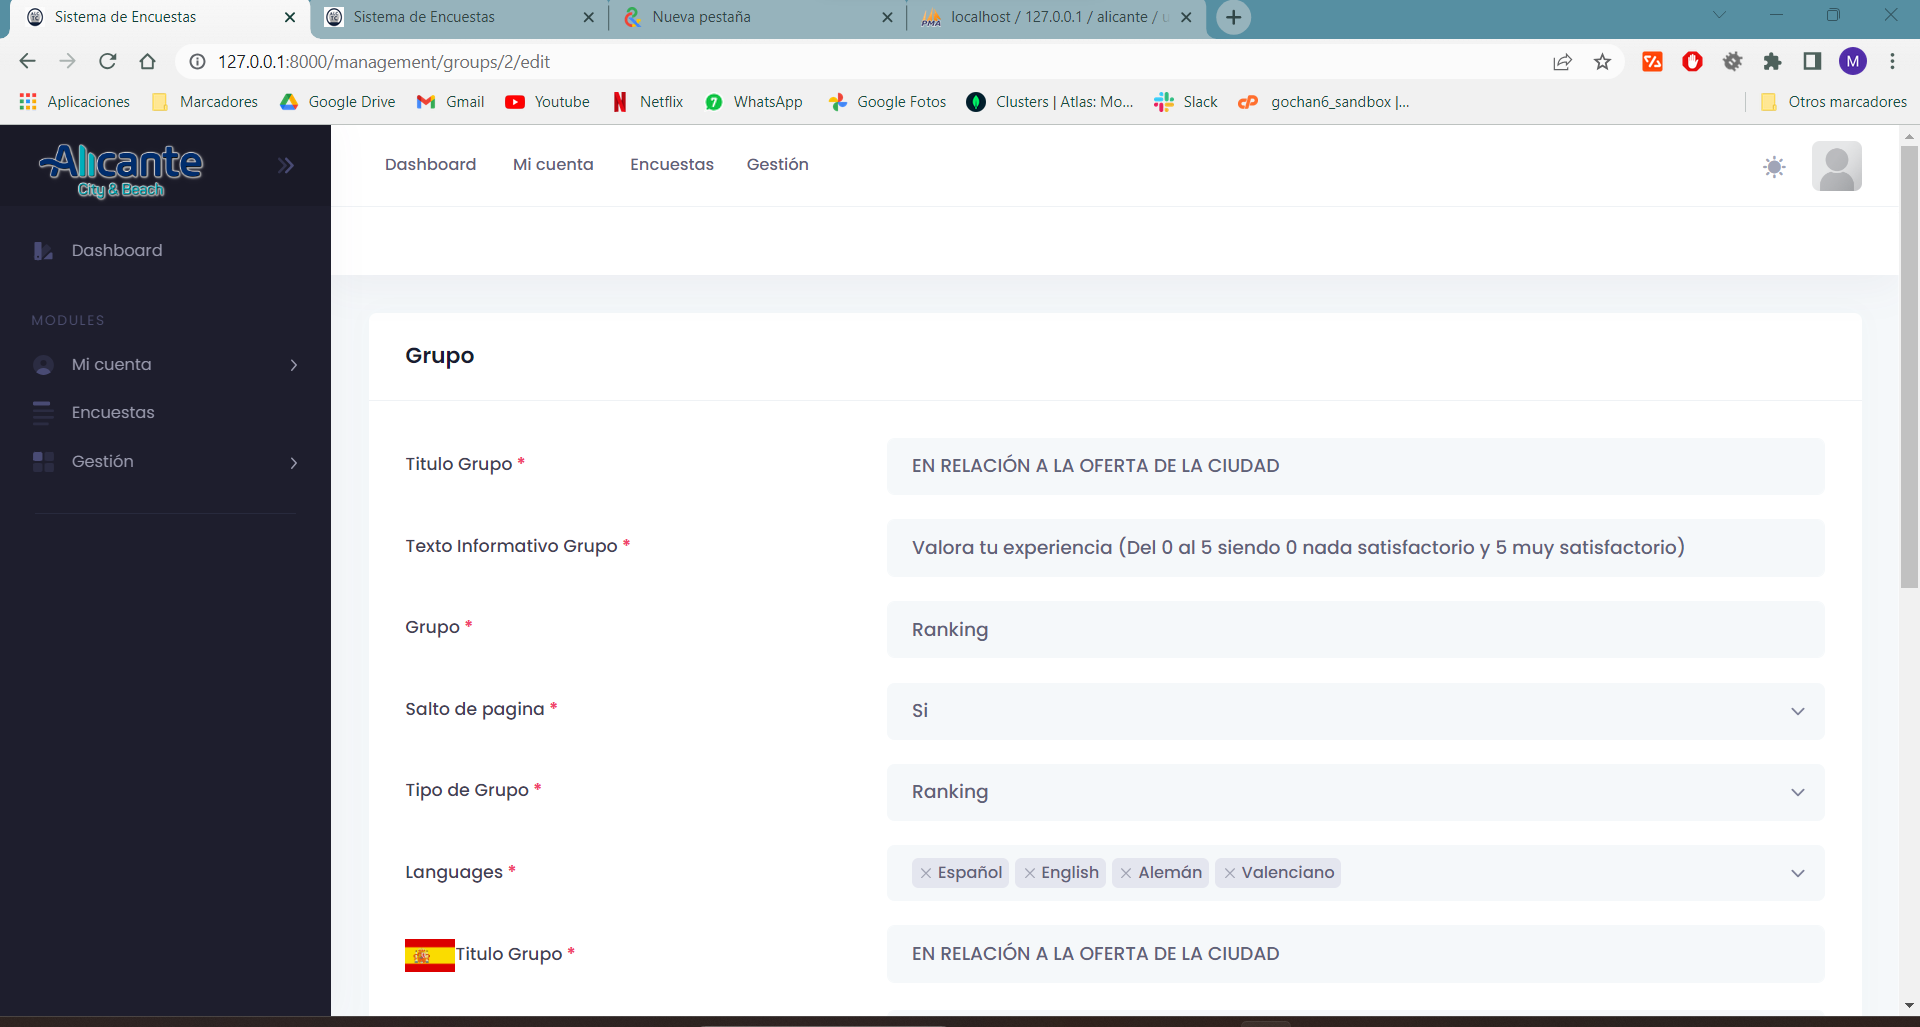 Sistema de Encuestas
Sistema de Encuestas
Nueva pestaña
localhost / 127.0.0.1 / alicante /
127.0.0.1:8000/management/groups/2/edit
M
Aplicaciones
Marcadores
Google Drive
Gmail
Youtube
Netflix
WhatsApp
Google Fotos
Clusters | Atlas: Mo...
Slack
gochan6_sandbox |...
Otros marcadores
Alicante
City & Beach
Dashboard
Mi cuenta
Encuestas
Gestión
Dashboard
MODULES
Mi cuenta
Encuestas
Gestión
Grupo
Titulo Grupo *
EN RELACIÓN A LA OFERTA DE LA CIUDAD
Texto Informativo Grupo *
Valora tu experiencia (Del 0 al 5 siendo 0 nada satisfactorio y 5 muy satisfactorio)
Grupo *
Ranking
Salto de pagina *
Si
Tipo de Grupo *
Ranking
Languages *
× Español × English × Alemán × Valenciano
Titulo Grupo *
EN RELACIÓN A LA OFERTA DE LA CIUDAD